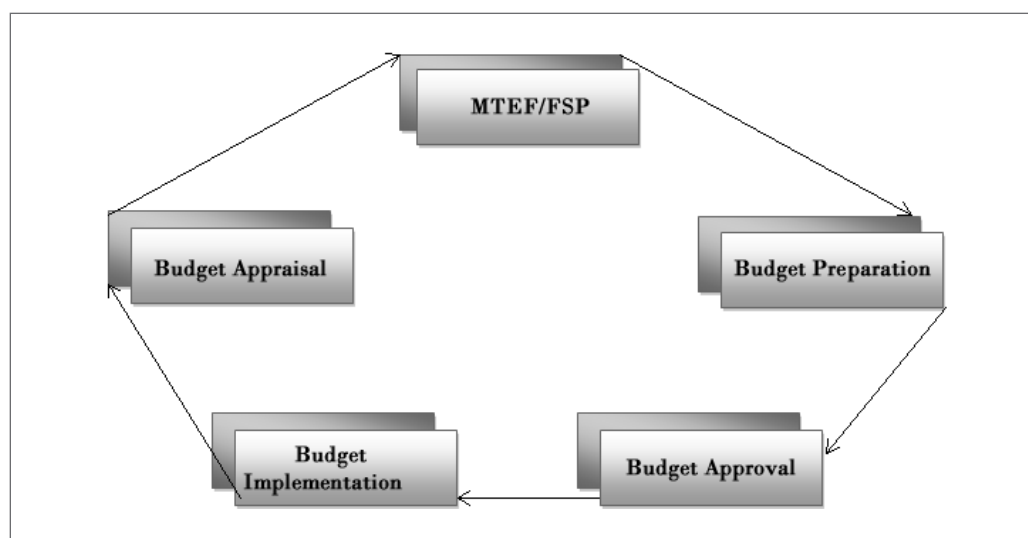 MTEF/FSP
Budget Appraisal
Budget Preparation
Budget
Implementation
Budget Approval